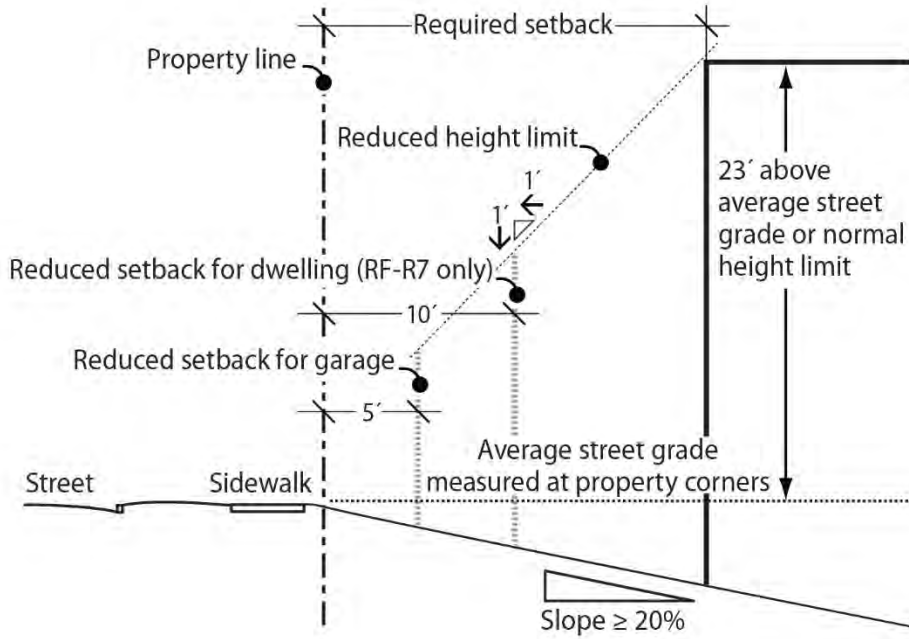 Required setback
Property line
Reduced height limit
1´
1´
23´ above
average street
grade or normal
height limit
Reduced setback for dwelling (RF-R7 only)
10´
Reduced setback for garage
5´
Average street grade
measured at property corners
Street
Sidewalk
Slope ≥ 20%